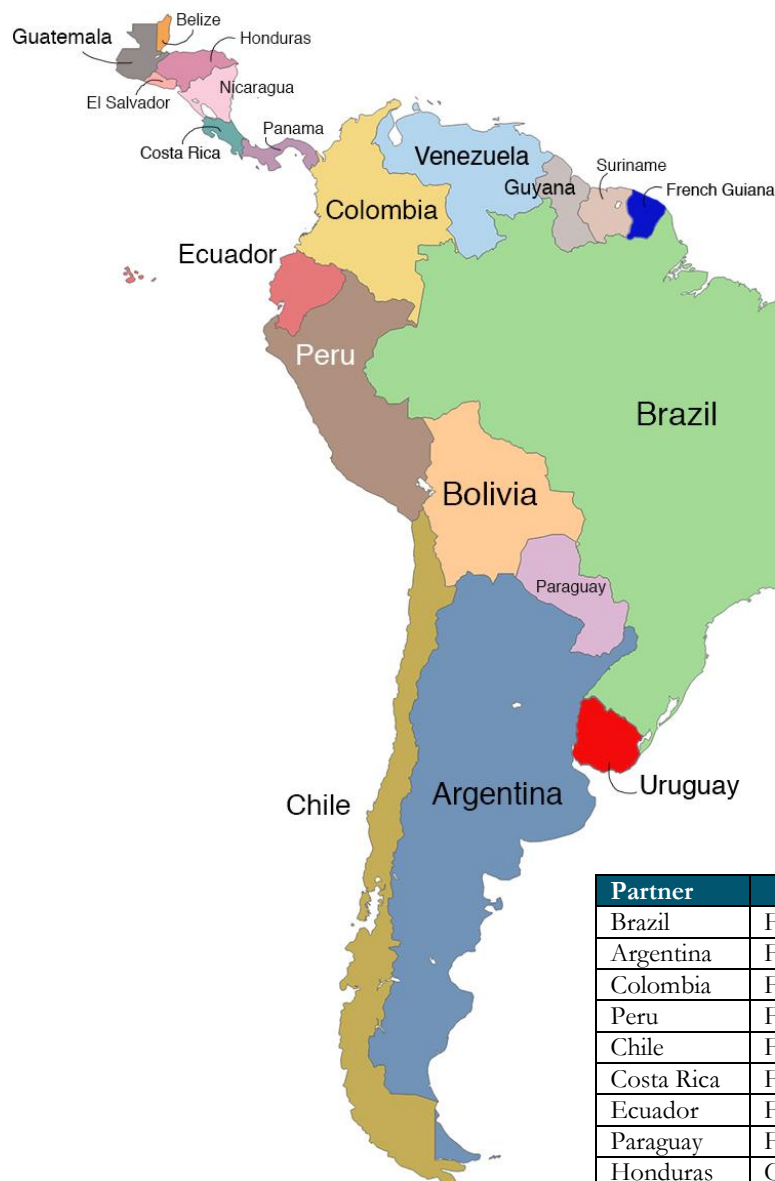 Belize
Guatemala
Honduras
Nicaragua
El Salvador
Costa Rica
Panama
Venezuela
Suriname
Guyana
French Guiana
Colombia
Ecuador
Peru
Brazil
Bolivia
Paraguay
Uruguay
Chile
Argentina
Partner
Brazil
Argentina
Colombia
Peru
Chile
Costa Rica
Ecuador
Paraguay
Honduras